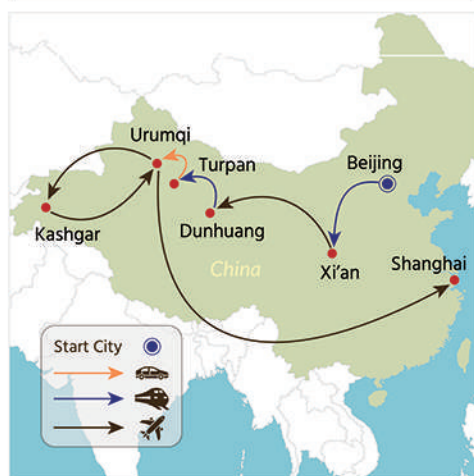 Urumqi
Turpan
Beijing
Kashgar
Dunhuang
China
Xi'an
Shanghai
Start City